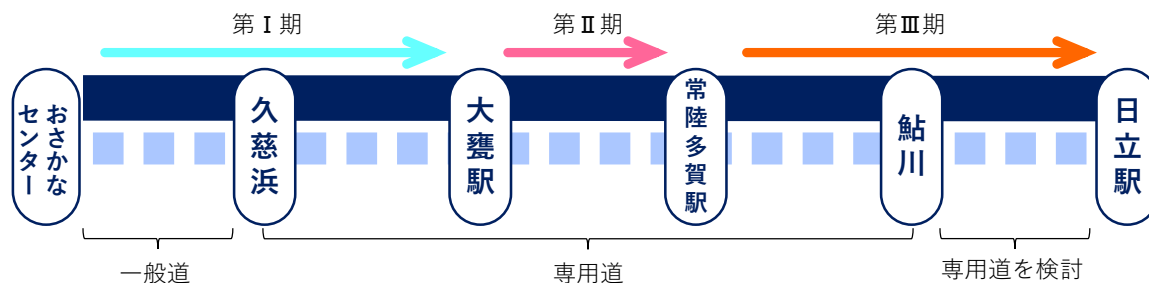 第Ⅰ期
第Ⅱ期
第Ⅲ期
おさかな
センター
久慈浜
大甕駅
常陸多賀駅
鮎川
日立駅
一般道
専用道
専用道を検討